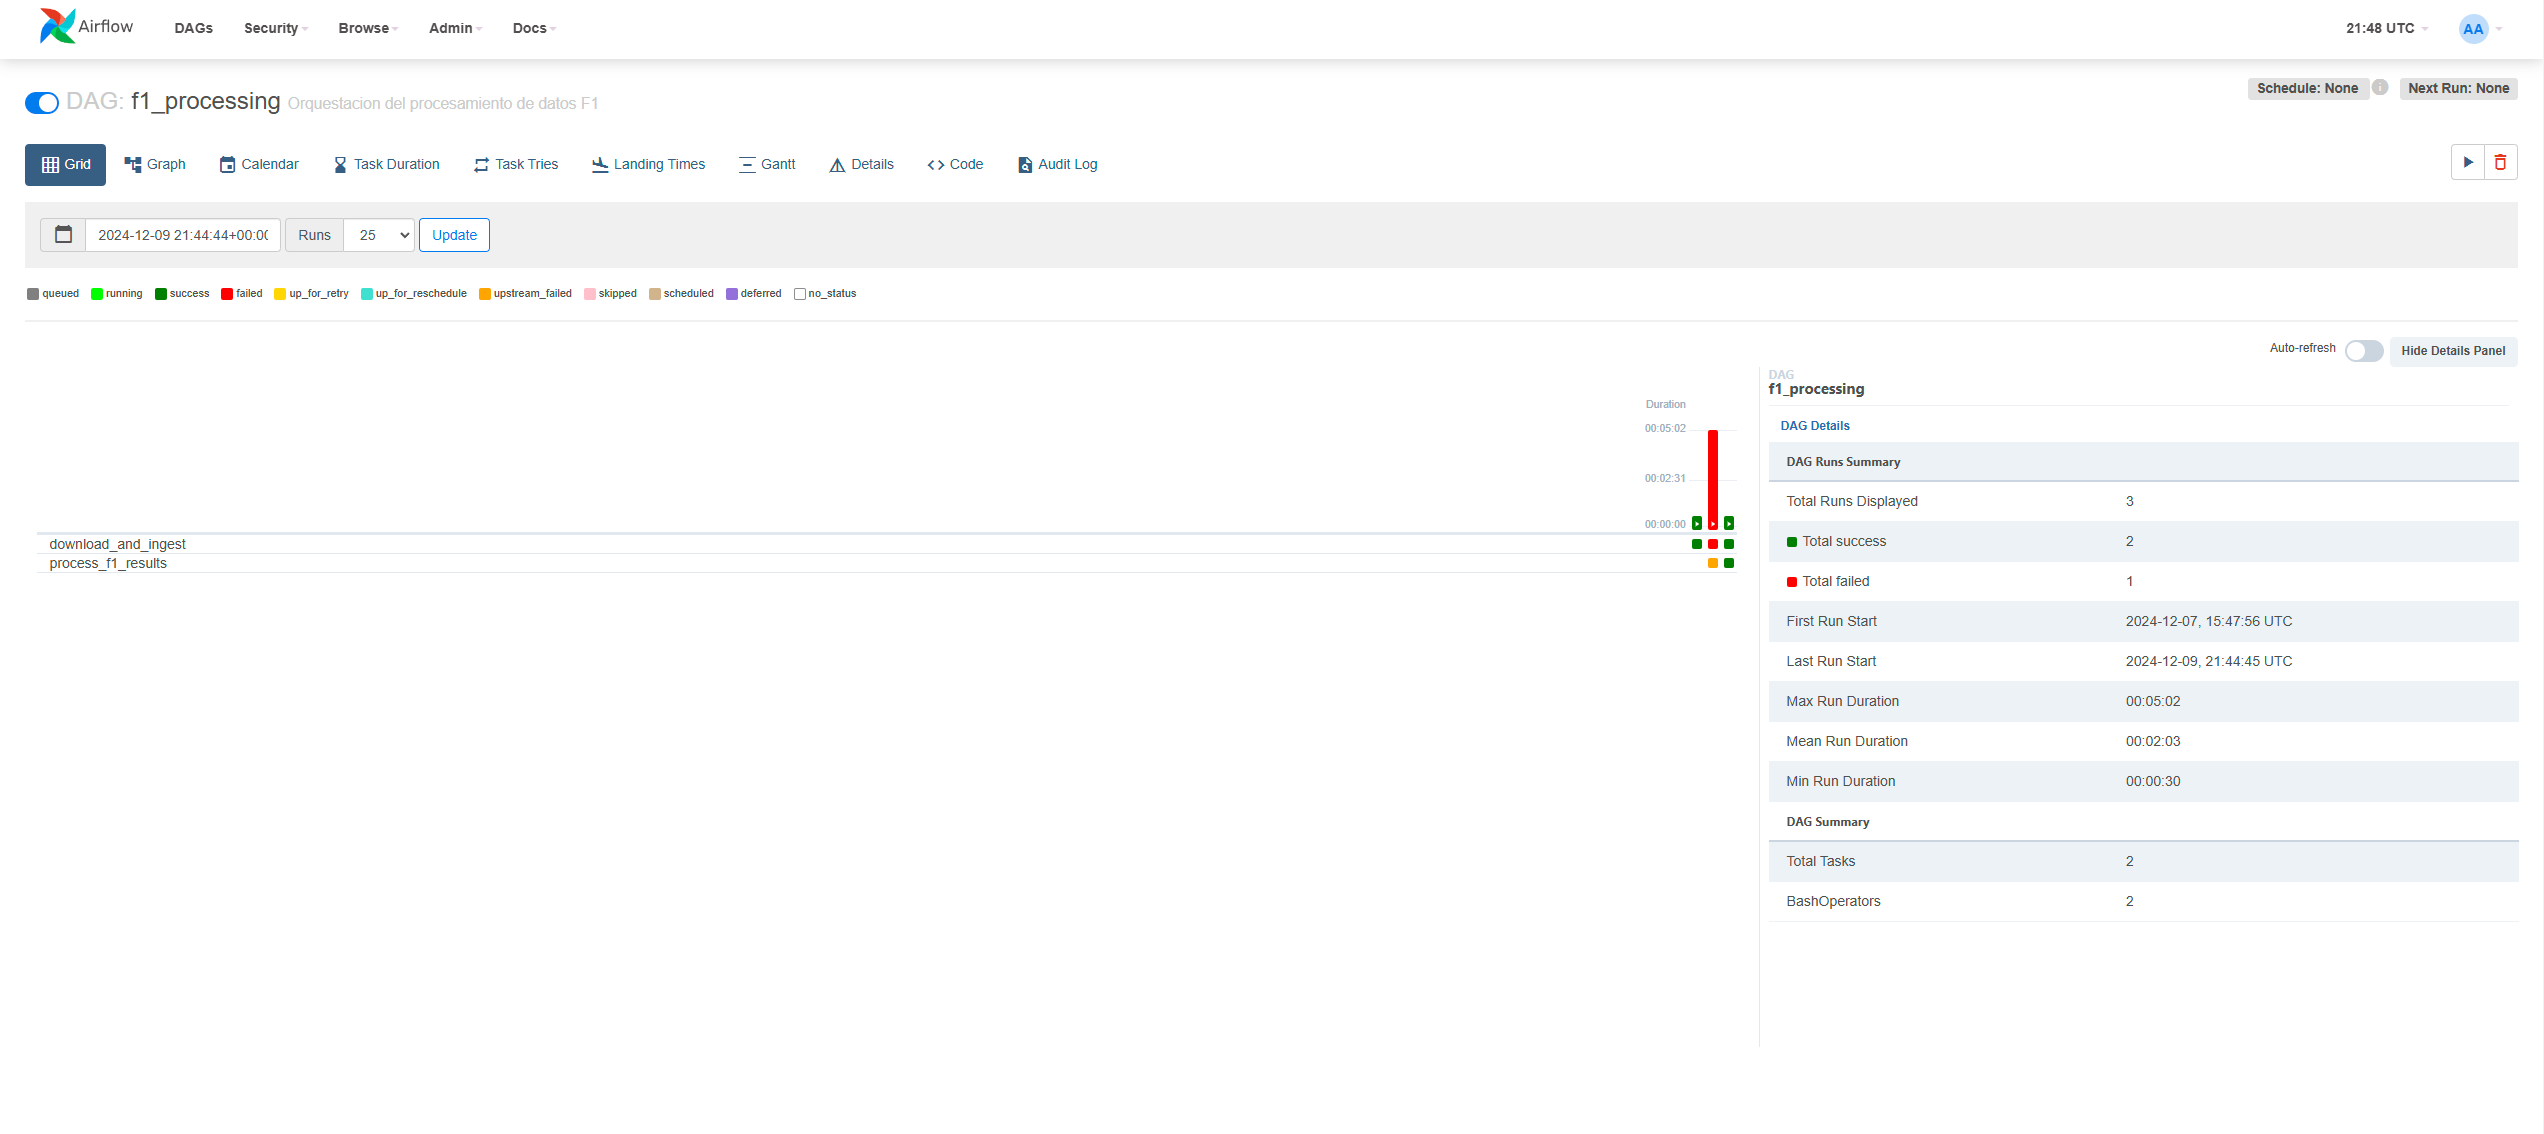 Airflow DAGs Security Browse Admin Docs 21:48 UTC AA
DAG: f1_processing Orquestacion del procesamiento de datos F1 Schedule: None Next Run: None
Grid Graph Calendar Task Duration Task Tries Landing Times Gantt Details Code Audit Log
2024-12-09 21:44:44+00:00 Runs 25 Update
queued running success failed up_for_retry up_for_reschedule upstream_failed skipped scheduled deferred no_status
Auto-refresh Hide Details Panel
Duration
00:05:02
00:02:31
00:00:00
download_and_ingest
process_f1_results
DAG
f1_processing
DAG Details
DAG Runs Summary
Total Runs Displayed 3
Total success 2
Total failed 1
First Run Start 2024-12-07, 15:47:56 UTC
Last Run Start 2024-12-09, 21:44:45 UTC
Max Run Duration 00:05:02
Mean Run Duration 00:02:03
Min Run Duration 00:00:30
DAG Summary
Total Tasks 2
BashOperators 2